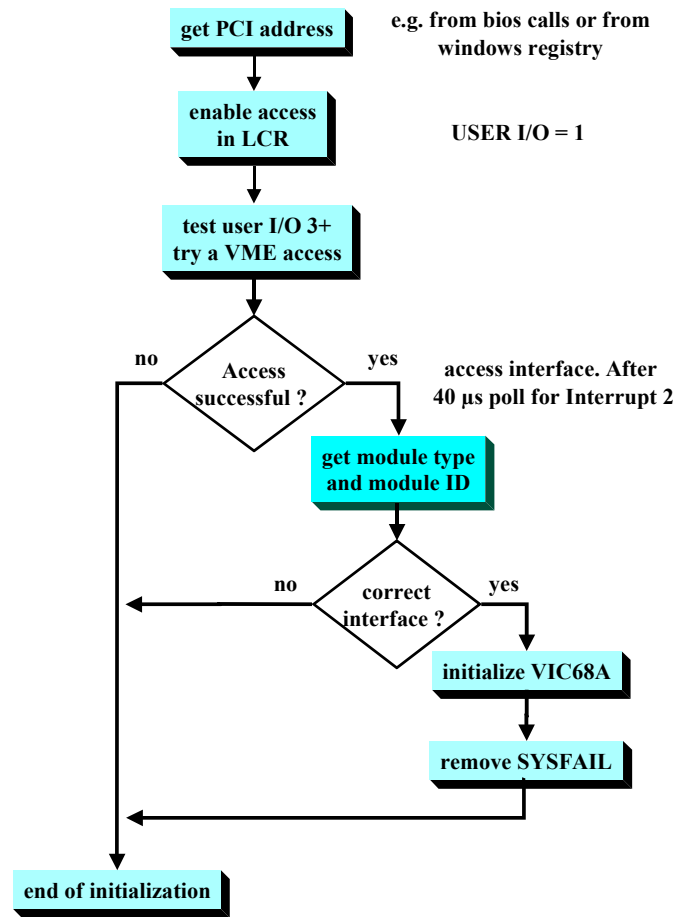 get PCI address
e.g. from bios calls or from
windows registry
enable access
in LCR
USER I/O = 1
test user I/O 3+
try a VME access
no
yes
Access
successful ?
access interface. After
40 µs poll for Interrupt 2
get module type
and module ID
no
yes
correct
interface ?
initialize VIC68A
remove SYSFAIL
end of initialization